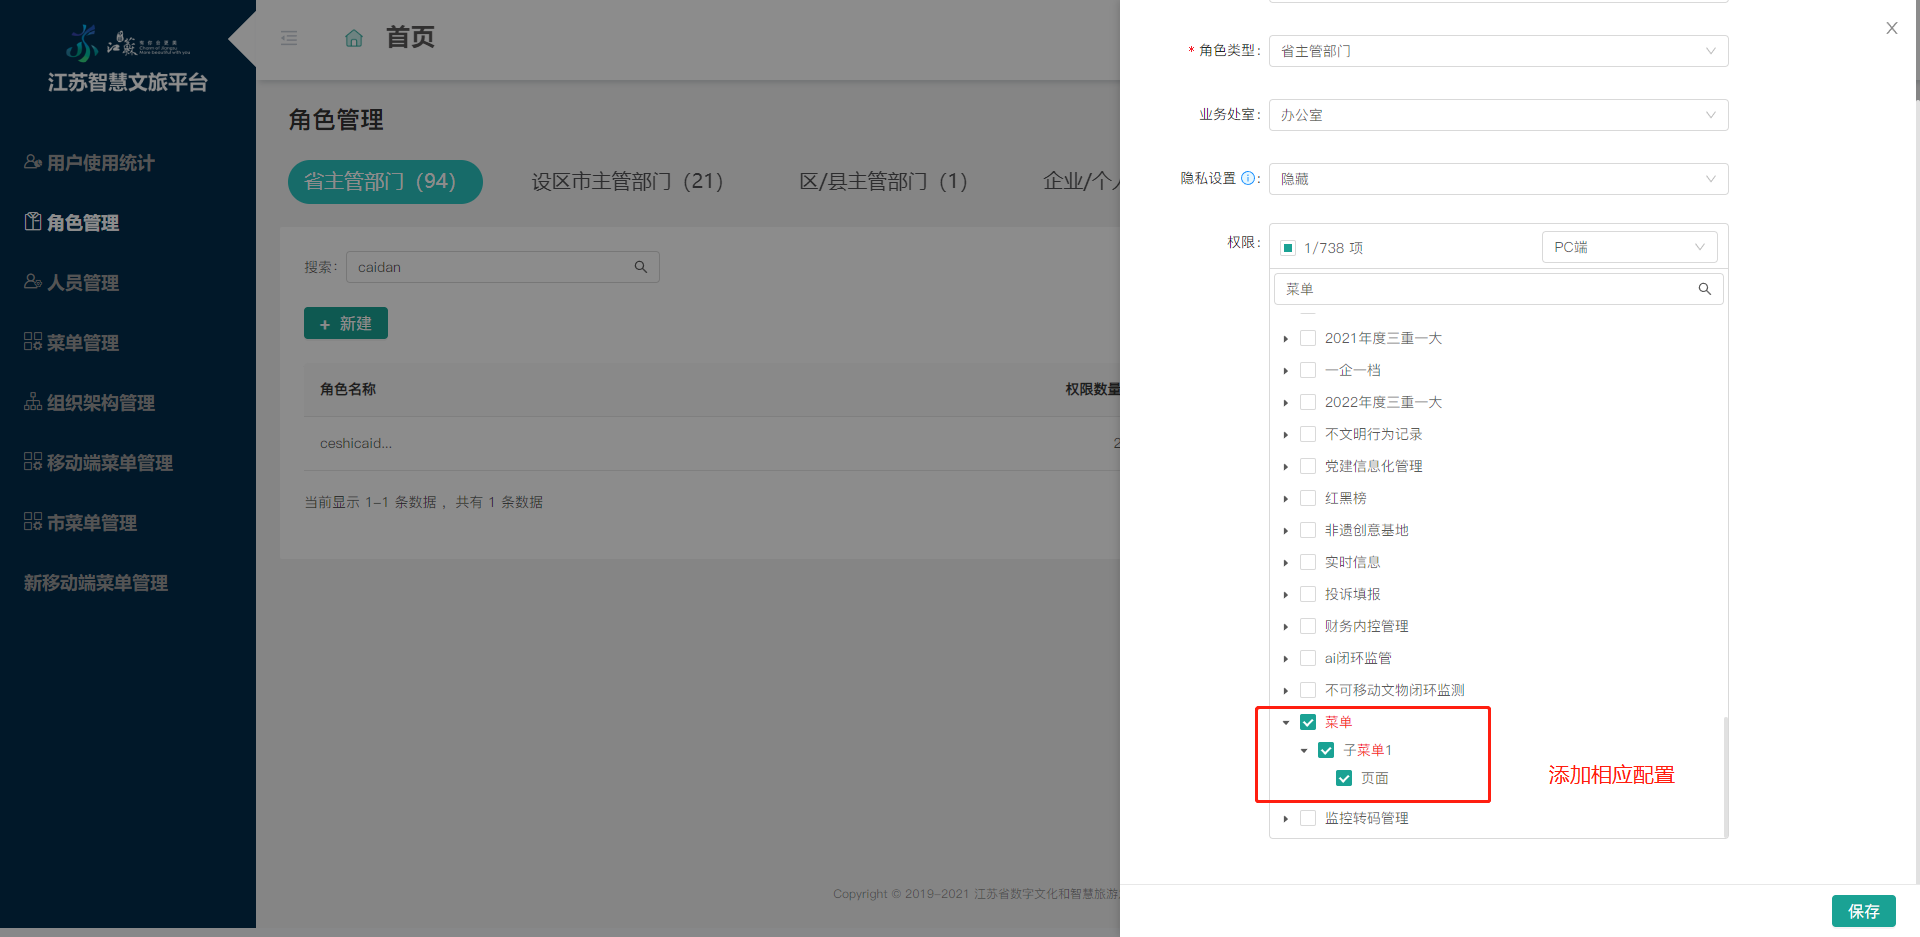 江苏
江苏智慧文旅平台
用户使用统计
角色管理
人员管理
菜单管理
组织架构管理
移动端菜单管理
市菜单管理
新移动端菜单管理
首页
角色管理
省主管部门（94）
设区市主管部门（21）
区/县主管部门（1）
企业/个
搜索：
caidan
+ 新建
角色名称
权限数量
ceshicaid...
2
当前显示 1-1 条数据 ，共有 1 条数据
Copyright © 2019-2021 江苏省数字文化和智慧旅游
* 角色类型：
省主管部门
业务处室：
办公室
隐私设置 ：
隐藏
权限：
1/738 项
PC端
菜单
2021年度三重一大
一企一档
2022年度三重一大
不文明行为记录
党建信息化管理
红黑榜
非遗创意基地
实时信息
投诉填报
财务内控管理
ai闭环监管
不可移动文物闭环监测
菜单
子菜单1
页面
添加相应配置
监控转码管理
保存